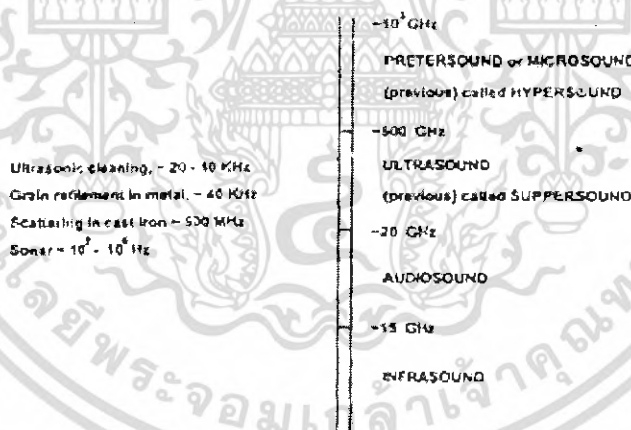 ~10³ GHz
PRETERSOUND or MICROSOUND
(previous) called HYPERSOUND
~500 GHz
Ultrasonic cleaning, ~ 20 - 40 KHz
ULTRASOUND
Grain refinement in metal, ~ 40 KHz
(previous) called SUPPERSOUND
Scattering in cast iron ~ 500 MHz
Sonar ~ 10³ - 10⁶ Hz
~20 GHz
AUDIOSOUND
~15 GHz
INFRASOUND